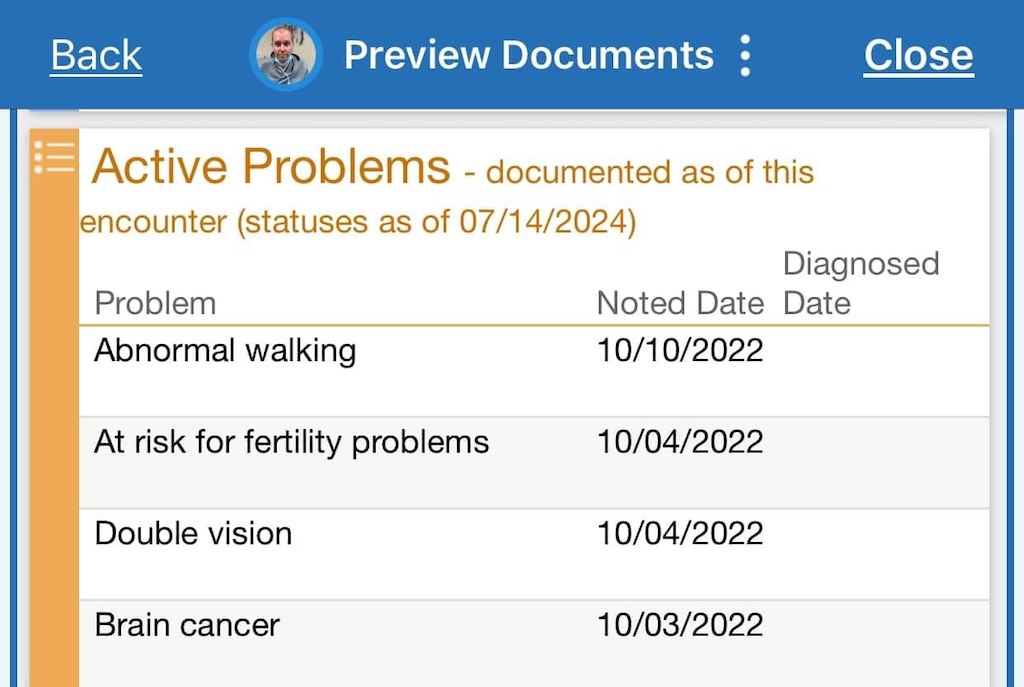 Back Preview Documents Close
Active Problems - documented as of this
encounter (statuses as of 07/14/2024)
Problem Noted Date Diagnosed Date
Abnormal walking 10/10/2022
At risk for fertility problems 10/04/2022
Double vision 10/04/2022
Brain cancer 10/03/2022